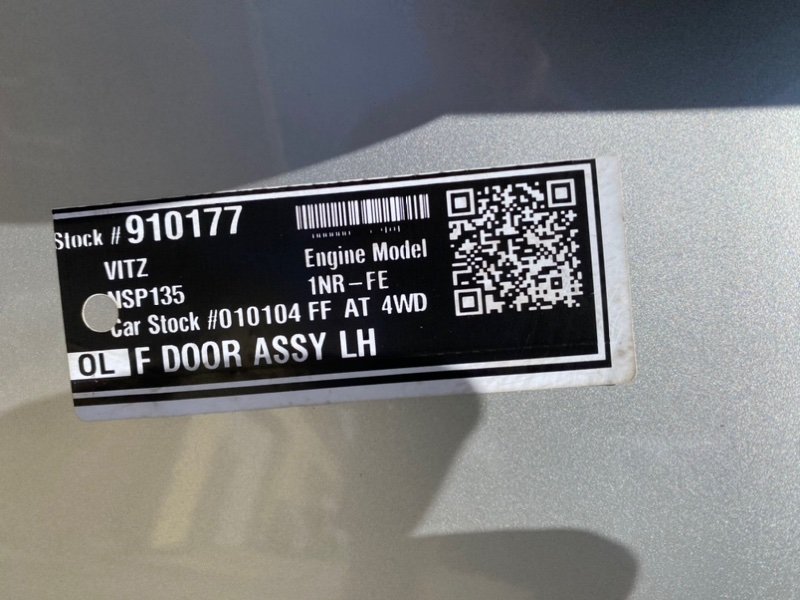 Stock # 910177
VITZ
Engine Model
NSP135
1NR-FE
Car Stock #010104 FF AT 4WD
OL F DOOR ASSY LH